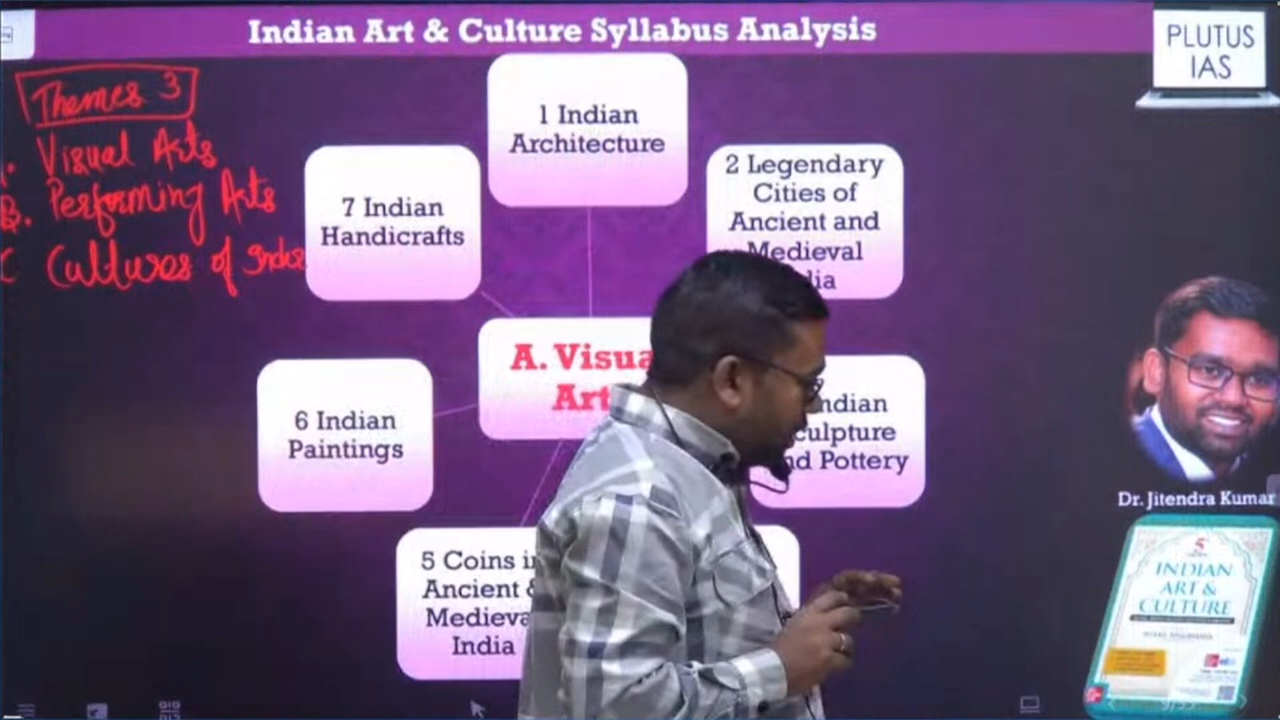 Indian Art & Culture Syllabus Analysis
PLUTUS
IAS
Themes 3
Visual Arts
B. Performing Arts
C Cultures of
1 Indian
Architecture
2 Legendary
Cities of
Ancient and
Medieval
7 Indian
Handicrafts
A. Visua
Art
6 Indian
Paintings
ndian
culpture
nd Pottery
5 Coins in
Ancient &
Medieva
India
Dr. Jitendra Kumar
5
INDIAN
ART &
CULTURE